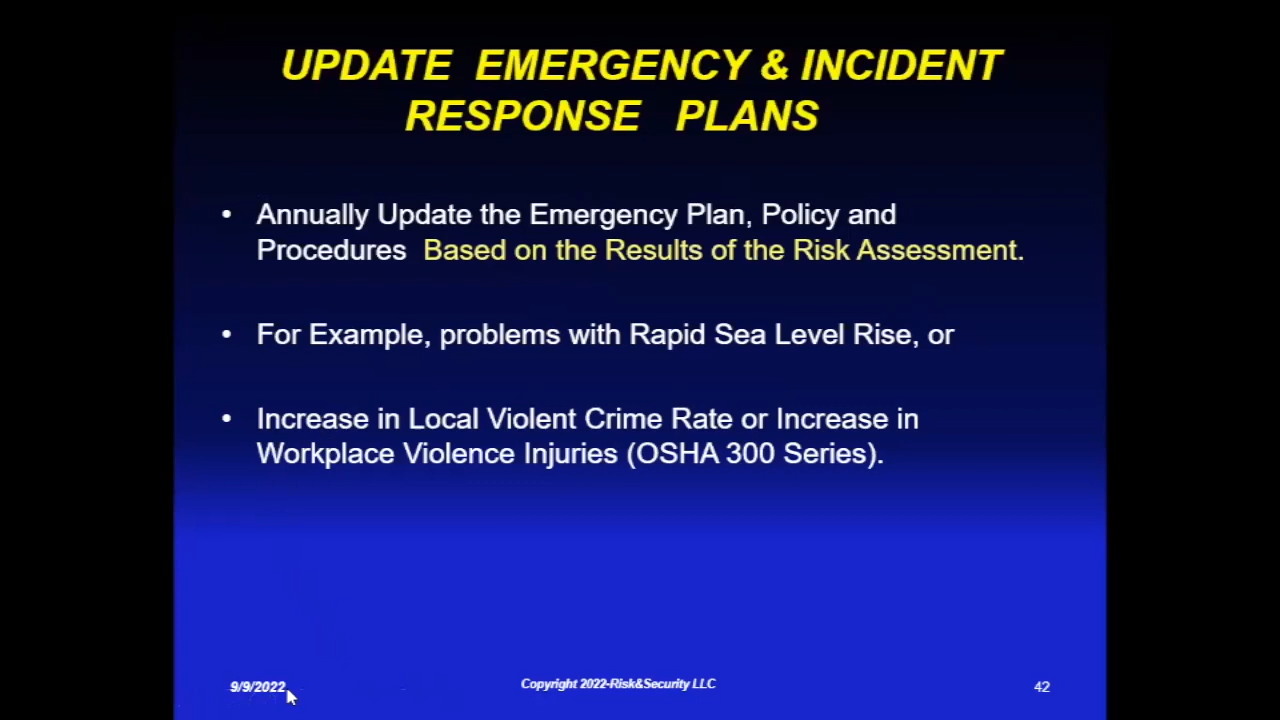 UPDATE EMERGENCY & INCIDENT
RESPONSE PLANS
• Annually Update the Emergency Plan, Policy and
Procedures Based on the Results of the Risk Assessment.
• For Example, problems with Rapid Sea Level Rise, or
• Increase in Local Violent Crime Rate or Increase in
Workplace Violence Injuries (OSHA 300 Series).
9/9/2022
Copyright 2022-Risk&Security LLC
42